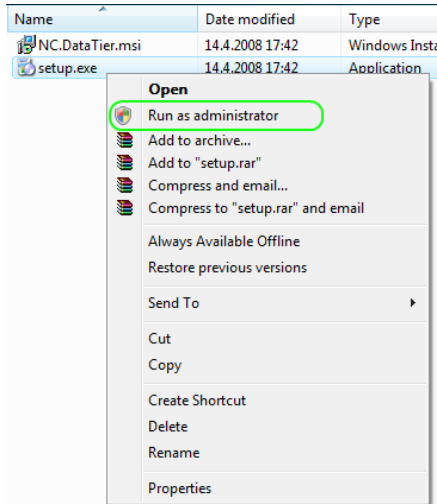 Name Date modified Type
NC.DataTier.msi 14.4.2008 17:42 Windows Insta
setup.exe 14.4.2008 17:42 Application
Open
Run as administrator
Add to archive...
Add to "setup.rar"
Compress and email...
Compress to "setup.rar" and email
Always Available Offline
Restore previous versions
Send To
Cut
Copy
Create Shortcut
Delete
Rename
Properties